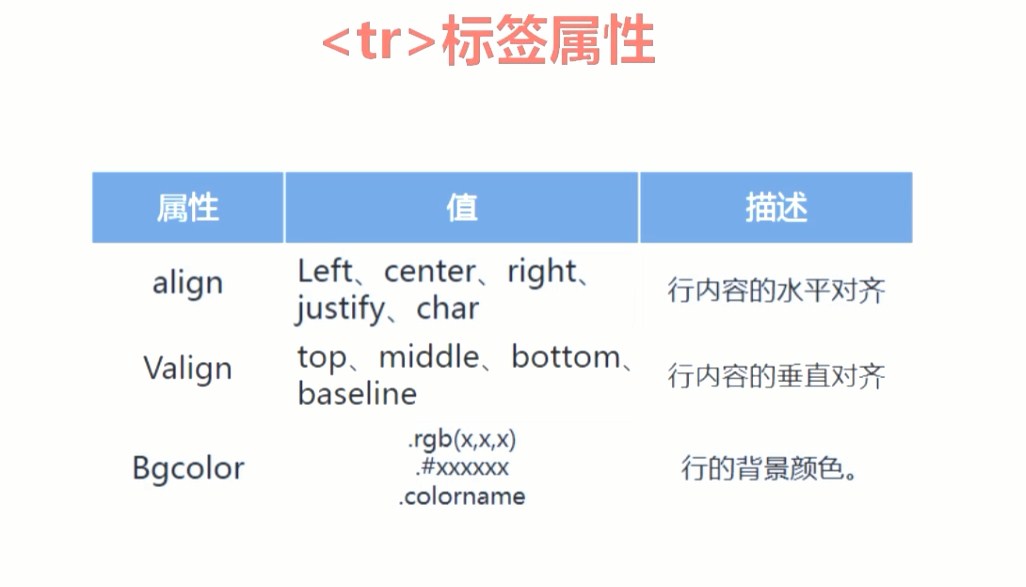 <tr>标签属性
属性 值 描述
align Left、center、right、 行内容的水平对齐
justify、char
Valign top、middle、bottom、 行内容的垂直对齐
baseline
.rgb(x,x,x)
Bgcolor .#xxxxxx 行的背景颜色。
.colorname